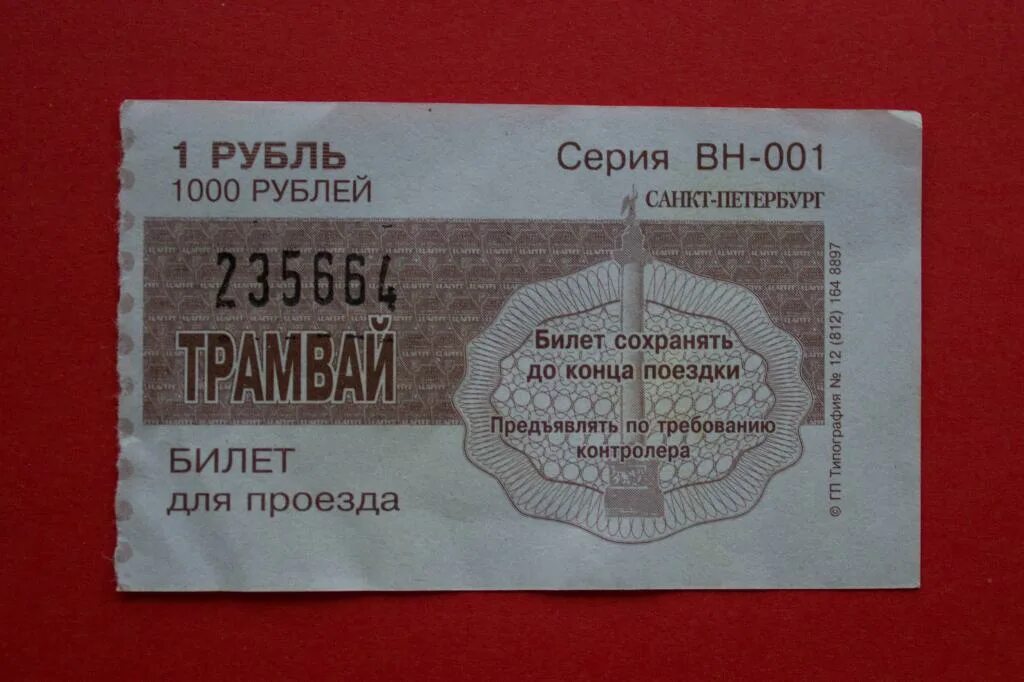 1 РУБЛЬ
1000 РУБЛЕЙ
Серия ВН-001
САНКТ-ПЕТЕРБУРГ
235664
ТРАМВАЙ
Билет сохранять
до конца поездки
Предъявлять по требованию
контролера
БИЛЕТ
для проезда
© ГП Типография № 12 (812) 164 8897